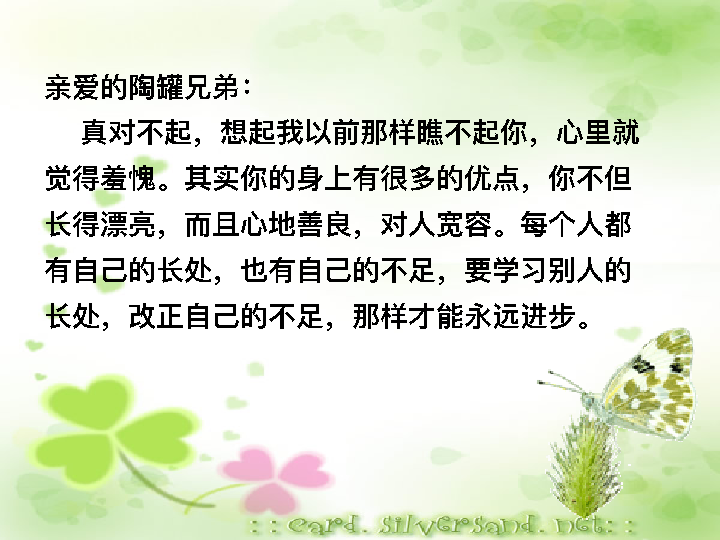 亲爱的陶罐兄弟：
真对不起，想起我以前那样瞧不起你，心里就
觉得羞愧。其实你的身上有很多的优点，你不但
长得漂亮，而且心地善良，对人宽容。每个人都
有自己的长处，也有自己的不足，要学习别人的
长处，改正自己的不足，那样才能永远进步。
::card.silversand.net::